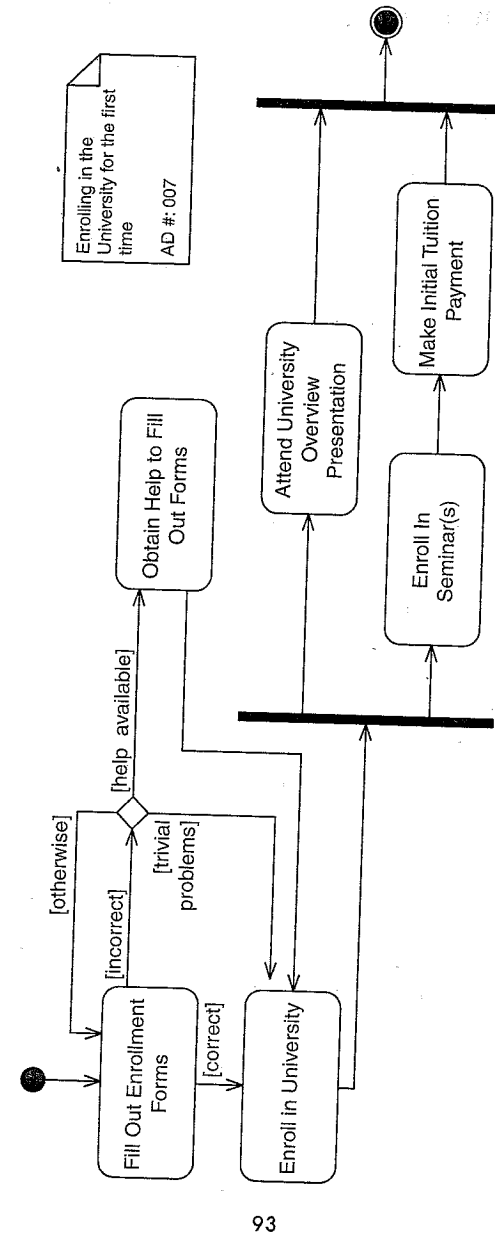 Enrolling in the
University for the first
time
AD #: 007
Fill Out Enrollment
Forms
[otherwise]
[incorrect]
[help available]
[trivial
problems]
[correct]
Obtain Help to Fill
Out Forms
Enroll in University
Attend University
Overview
Presentation
Enroll In
Seminar(s)
Make Initial Tuition
Payment
93